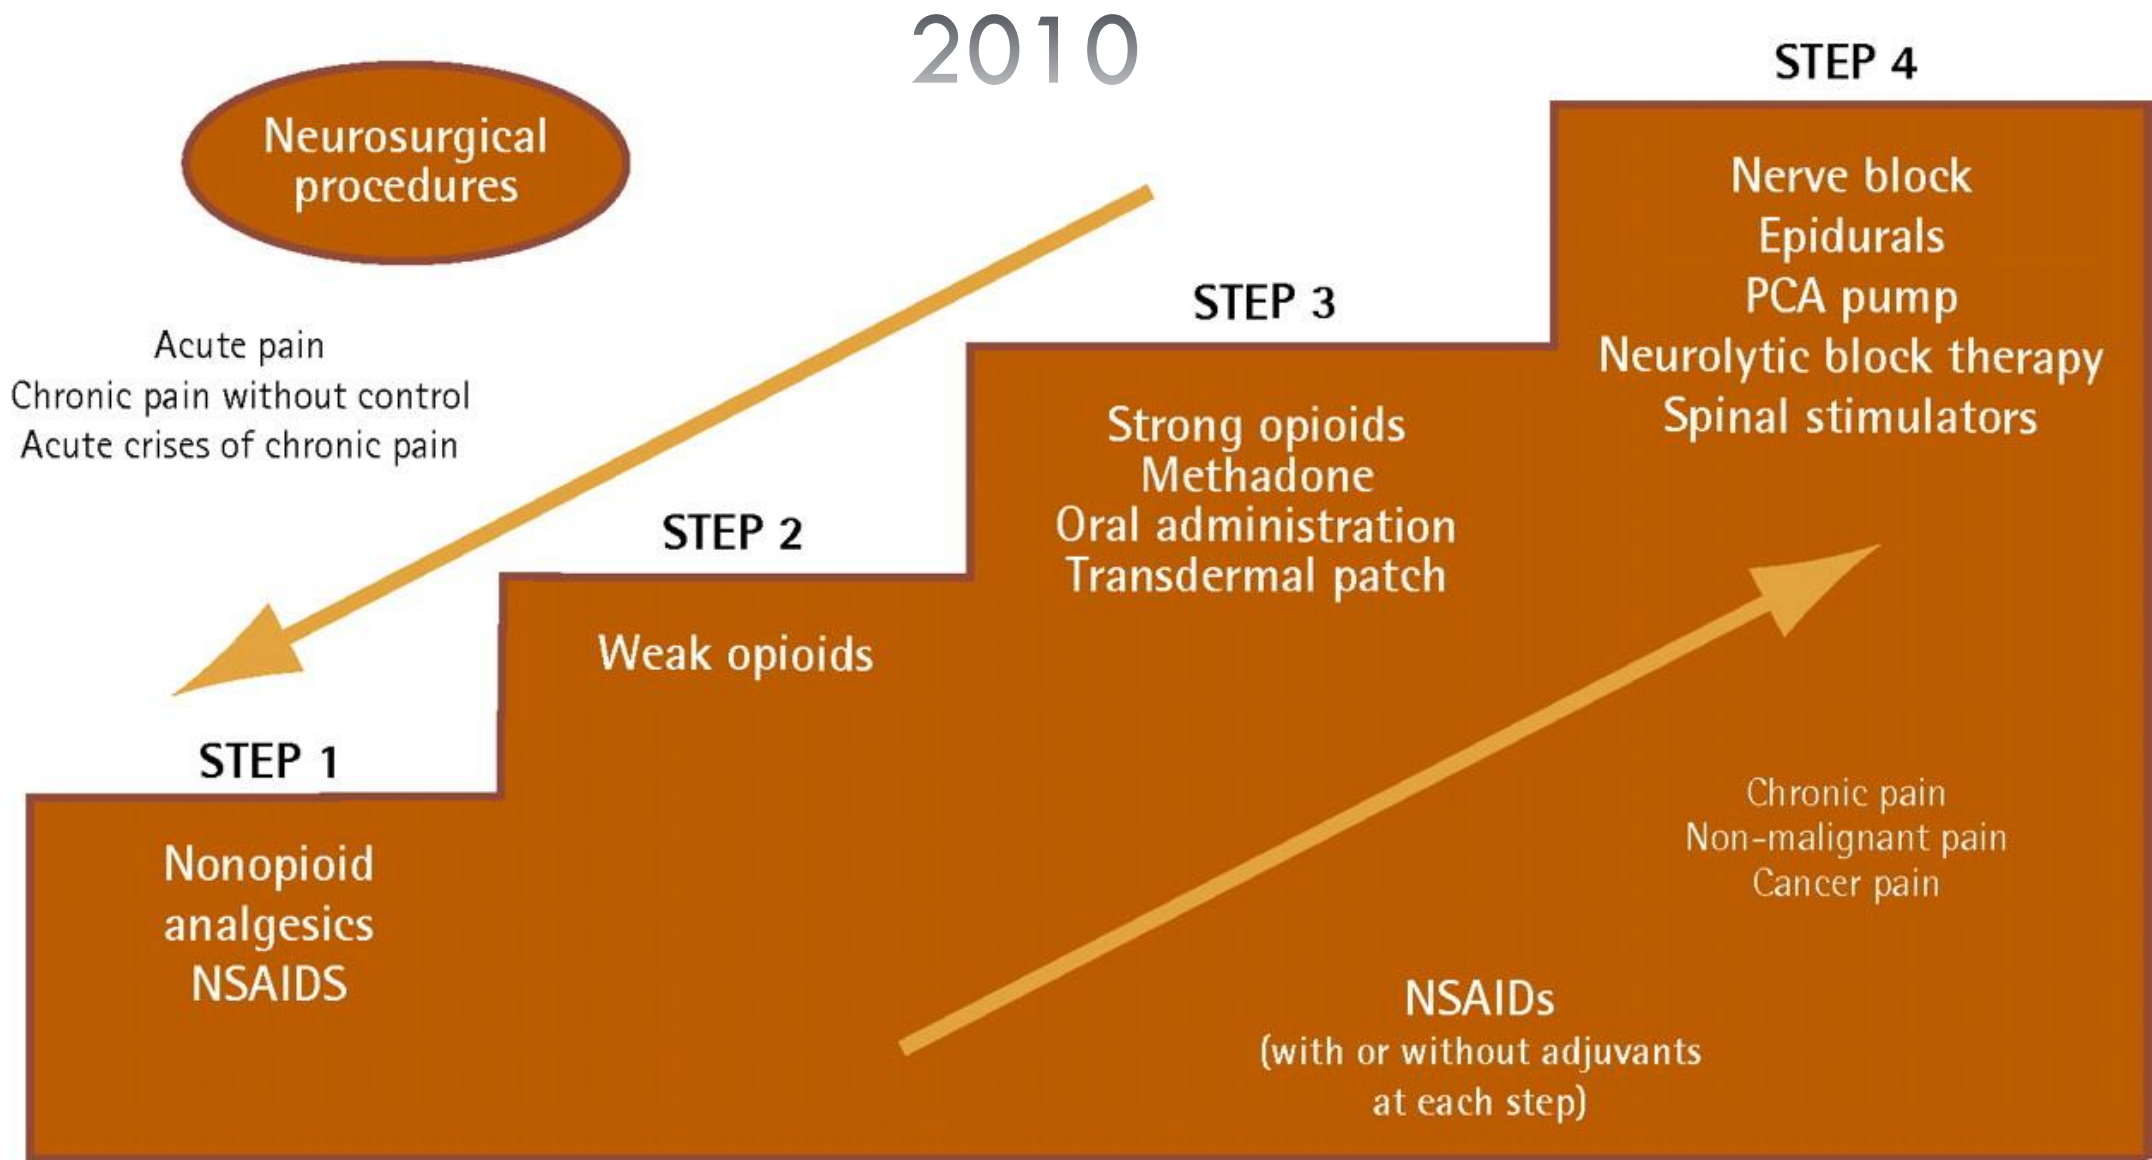 2010
Neurosurgical
procedures
Acute pain
Chronic pain without control
Acute crises of chronic pain
STEP 1
Nonopioid
analgesics
NSAIDS
STEP 2
Weak opioids
STEP 3
Strong opioids
Methadone
Oral administration
Transdermal patch
STEP 4
Nerve block
Epidurals
PCA pump
Neurolytic block therapy
Spinal stimulators
Chronic pain
Non-malignant pain
Cancer pain
NSAIDs
(with or without adjuvants
at each step)